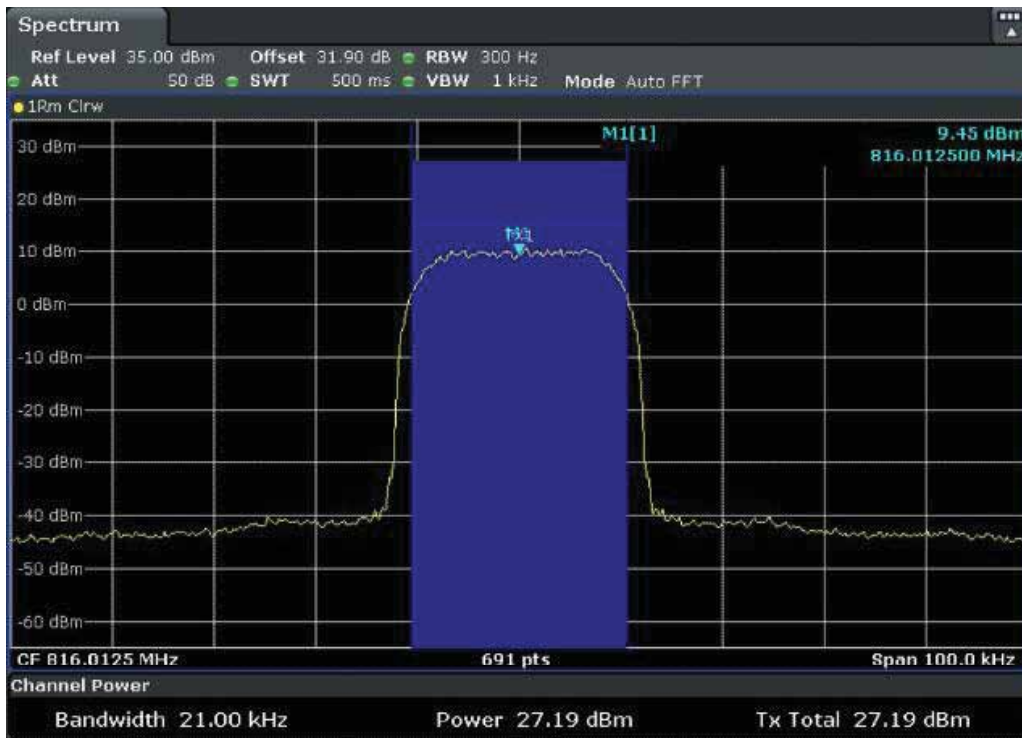 Spectrum
Ref Level 35.00 dBm Offset 31.90 dB RBW 300 Hz
Att 50 dB SWT 500 ms VBW 1 kHz Mode Auto FFT
1Rm Clrw
M1[1] 9.45 dBm
816.012500 MHz
30 dBm
20 dBm
10 dBm
0 dBm
-10 dBm
-20 dBm
-30 dBm
-40 dBm
-50 dBm
-60 dBm
CF 816.0125 MHz 691 pts Span 100.0 kHz
Channel Power
Bandwidth 21.00 kHz Power 27.19 dBm Tx Total 27.19 dBm